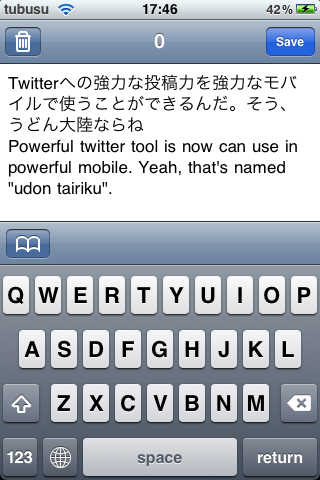 tubusu 17:46 42%
0 Save
Twitterへの強力な投稿力を強力なモバ
イルで使うことができるんだ。そう、
うどん大陸ならね
Powerful twitter tool is now can use in
powerful mobile. Yeah, that's named
"udon tairiku".
Q W E R T Y U I O P
A S D F G H J K L
Z X C V B N M
123 space return